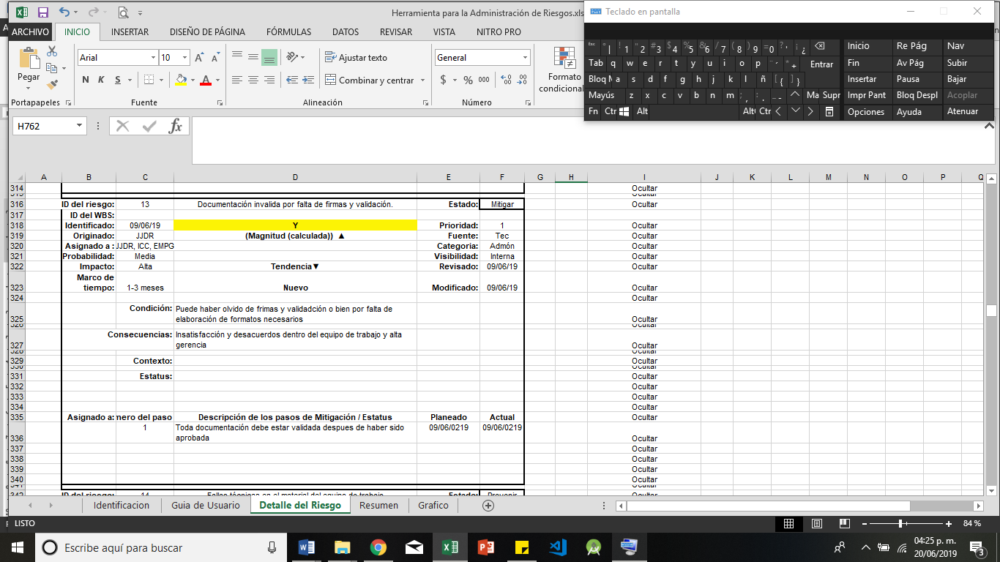 Herramienta para la Administración de Riesgos.xls
Teclado en pantalla
ARCHIVO INICIO INSERTAR DISEÑO DE PÁGINA FÓRMULAS DATOS REVISAR VISTA NITRO PRO
Pegar
Arial 10
N K S
Ajustar texto
Combinar y centrar
General
$ % 000
Formato
condicional
Portapapeles Fuente Alineación Número
Esc ° | ! 1 " 2 # 3 $ 4 % 5 & 6 / 7 ( 8 ) 9 = 0 ? ' ¡ ¿ Inicio Re Pág Nav
Tab q w e r t y u i o p * + Entrar Fin Av Pág Subir
Bloq M a s d f g h j k l ñ [ { ] } Insertar Pausa Bajar
Mayús z x c v b n m ; , : . _ - Ma Supr Impr Pant Bloq Despl Acoplar
Fn Ctr Alt Alt Ctr Opciones Ayuda Atenuar
H762
fx
A B C D E F G H I J K L M N O P Q
314 Ocultar
315 Ocultar
316 ID del riesgo: 13 Documentación invalida por falta de firmas y validación. Estado: Mitigar Ocultar
317 ID del WBS:
318 Identificado: 09/06/19 Y Prioridad: 1 Ocultar
319 Originado: JJDR (Magnitud (calculada)) ▲ Fuente: Tec Ocultar
320 Asignado a : JJDR, ICC, EMPG Categoria: Admón Ocultar
321 Probabilidad: Media Visibilidad: Interna Ocultar
322 Impacto: Alta Tendencia▼ Revisado: 09/06/19 Ocultar
Marco de
323 tiempo: 1-3 meses Nuevo Modificado: 09/06/19 Ocultar
324 Ocultar
Condición: Puede haber olvido de frimas y validadción o bien por falta de
325 elaboración de formatos necesarios Ocultar
326 Ocultar
Consecuencias: Insatisfacción y desacuerdos dentro del equipo de trabajo y alta
327 gerencia Ocultar
328 Ocultar
329 Contexto: Ocultar
330 Ocultar
331 Estatus: Ocultar
332 Ocultar
333 Ocultar
334 Ocultar
335 Asignado a: nero del paso Descripción de los pasos de Mitigación / Estatus Planeado Actual Ocultar
1 Toda documentación debe estar validada despues de haber sido 09/06/0219 09/06/0219
336 aprobada Ocultar
337 Ocultar
338 Ocultar
339 Ocultar
340 Ocultar
341 Ocultar
342 ID del riesgo: 14 Fallas técnicas en el material del equipo de trabajo Estado: Prevenir Ocultar
Identificacion Guia de Usuario Detalle del Riesgo Resumen Grafico
LISTO 84 %
Escribe aquí para buscar
04:25 p. m.
20/06/2019
3